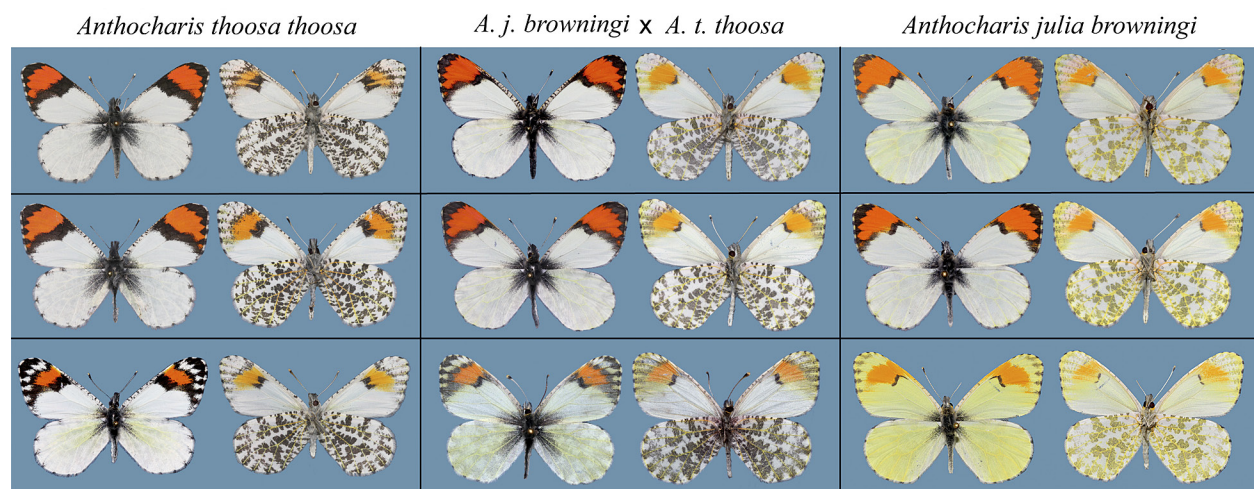 Anthocharis thoosa thoosa
A. j. browningi x A. t. thoosa
Anthocharis julia browningi